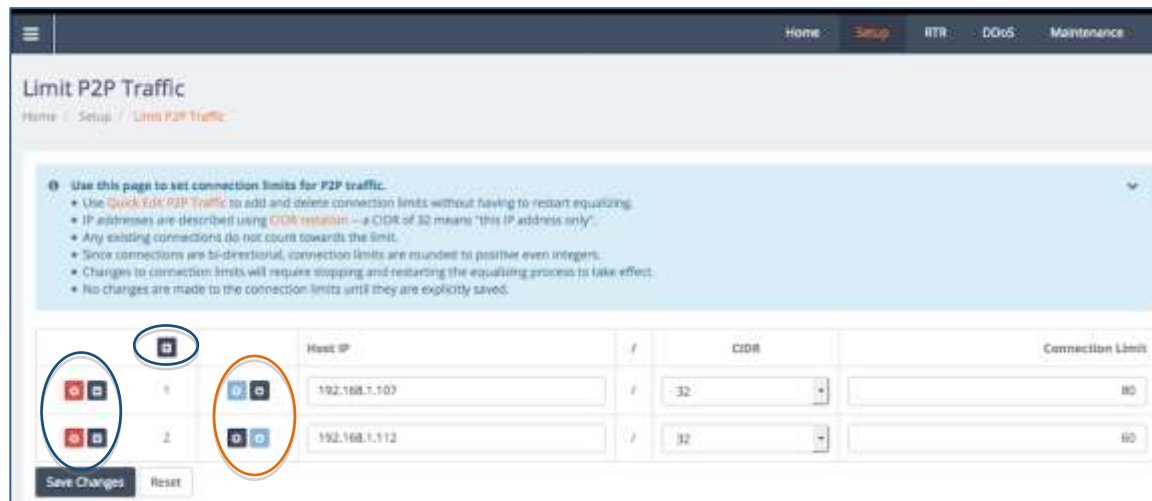 Home Setup RTR DDoS Maintenance
Limit P2P Traffic
Home / Setup / Limit P2P Traffic
Use this page to set connection limits for P2P traffic.
• Use Quick Edit P2P Traffic to add and delete connection limits without having to restart equalizing.
• IP addresses are described using CIDR notation -- a CIDR of 32 means "this IP address only".
• Any existing connections do not count towards the limit.
• Since connections are bi-directional, connection limits are rounded to positive even integers.
• Changes to connection limits will require stopping and restarting the equalizing process to take effect.
• No changes are made to the connection limits until they are explicitly saved.
Host IP / CIDR Connection Limit
1 192.168.1.107 / 32 80
2 192.168.1.112 / 32 60
Save Changes Reset